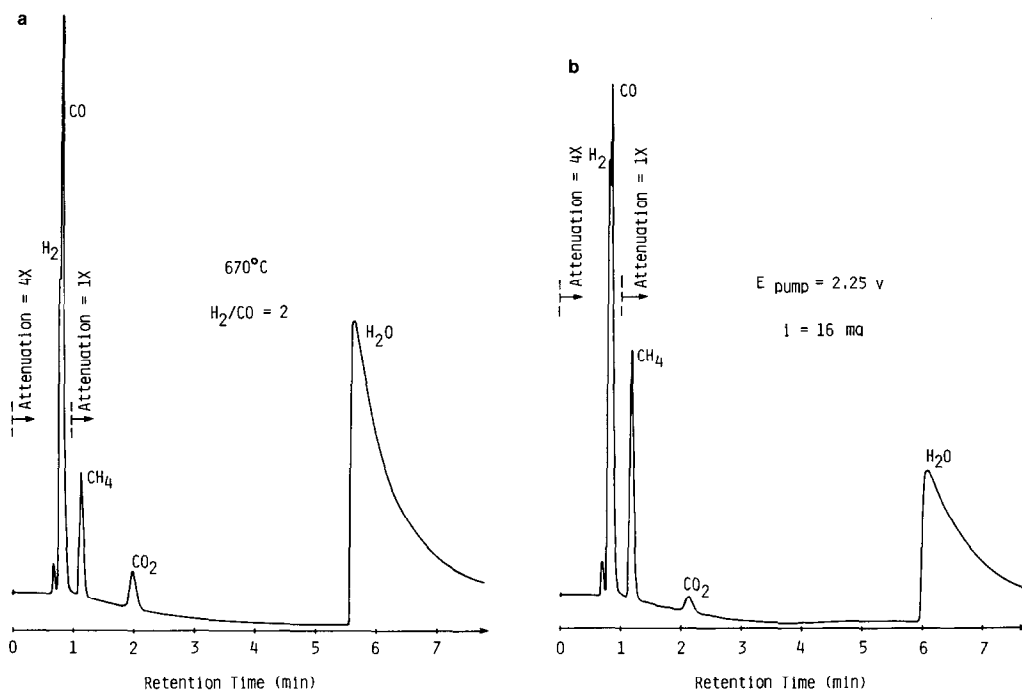 a
CO
H2
Attenuation = 4X
Attenuation = 1X
670°C
H2/CO = 2
CH4
CO2
H2O
0 1 2 3 4 5 6 7
Retention Time (min)
b
CO
H2
Attenuation = 4X
Attenuation = 1X
E pump = 2.25 v
i = 16 ma
CH4
CO2
H2O
0 1 2 3 4 5 6 7
Retention Time (min)